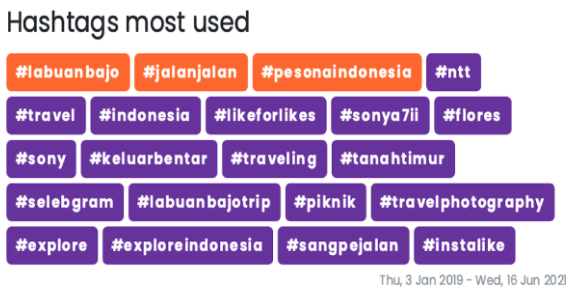 Hashtags most used
#labuanbajo #jalanjalan #pesonaindonesia #ntt
#travel #indonesia #likeforlikes #sonya7ii #flores
#sony #keluarbentar #traveling #tanahtimur
#selebgram #labuanbajotrip #piknik #travelphotography
#explore #exploreindonesia #sangpejalan #instalike
Thu, 3 Jan 2019 - Wed, 16 Jun 2021